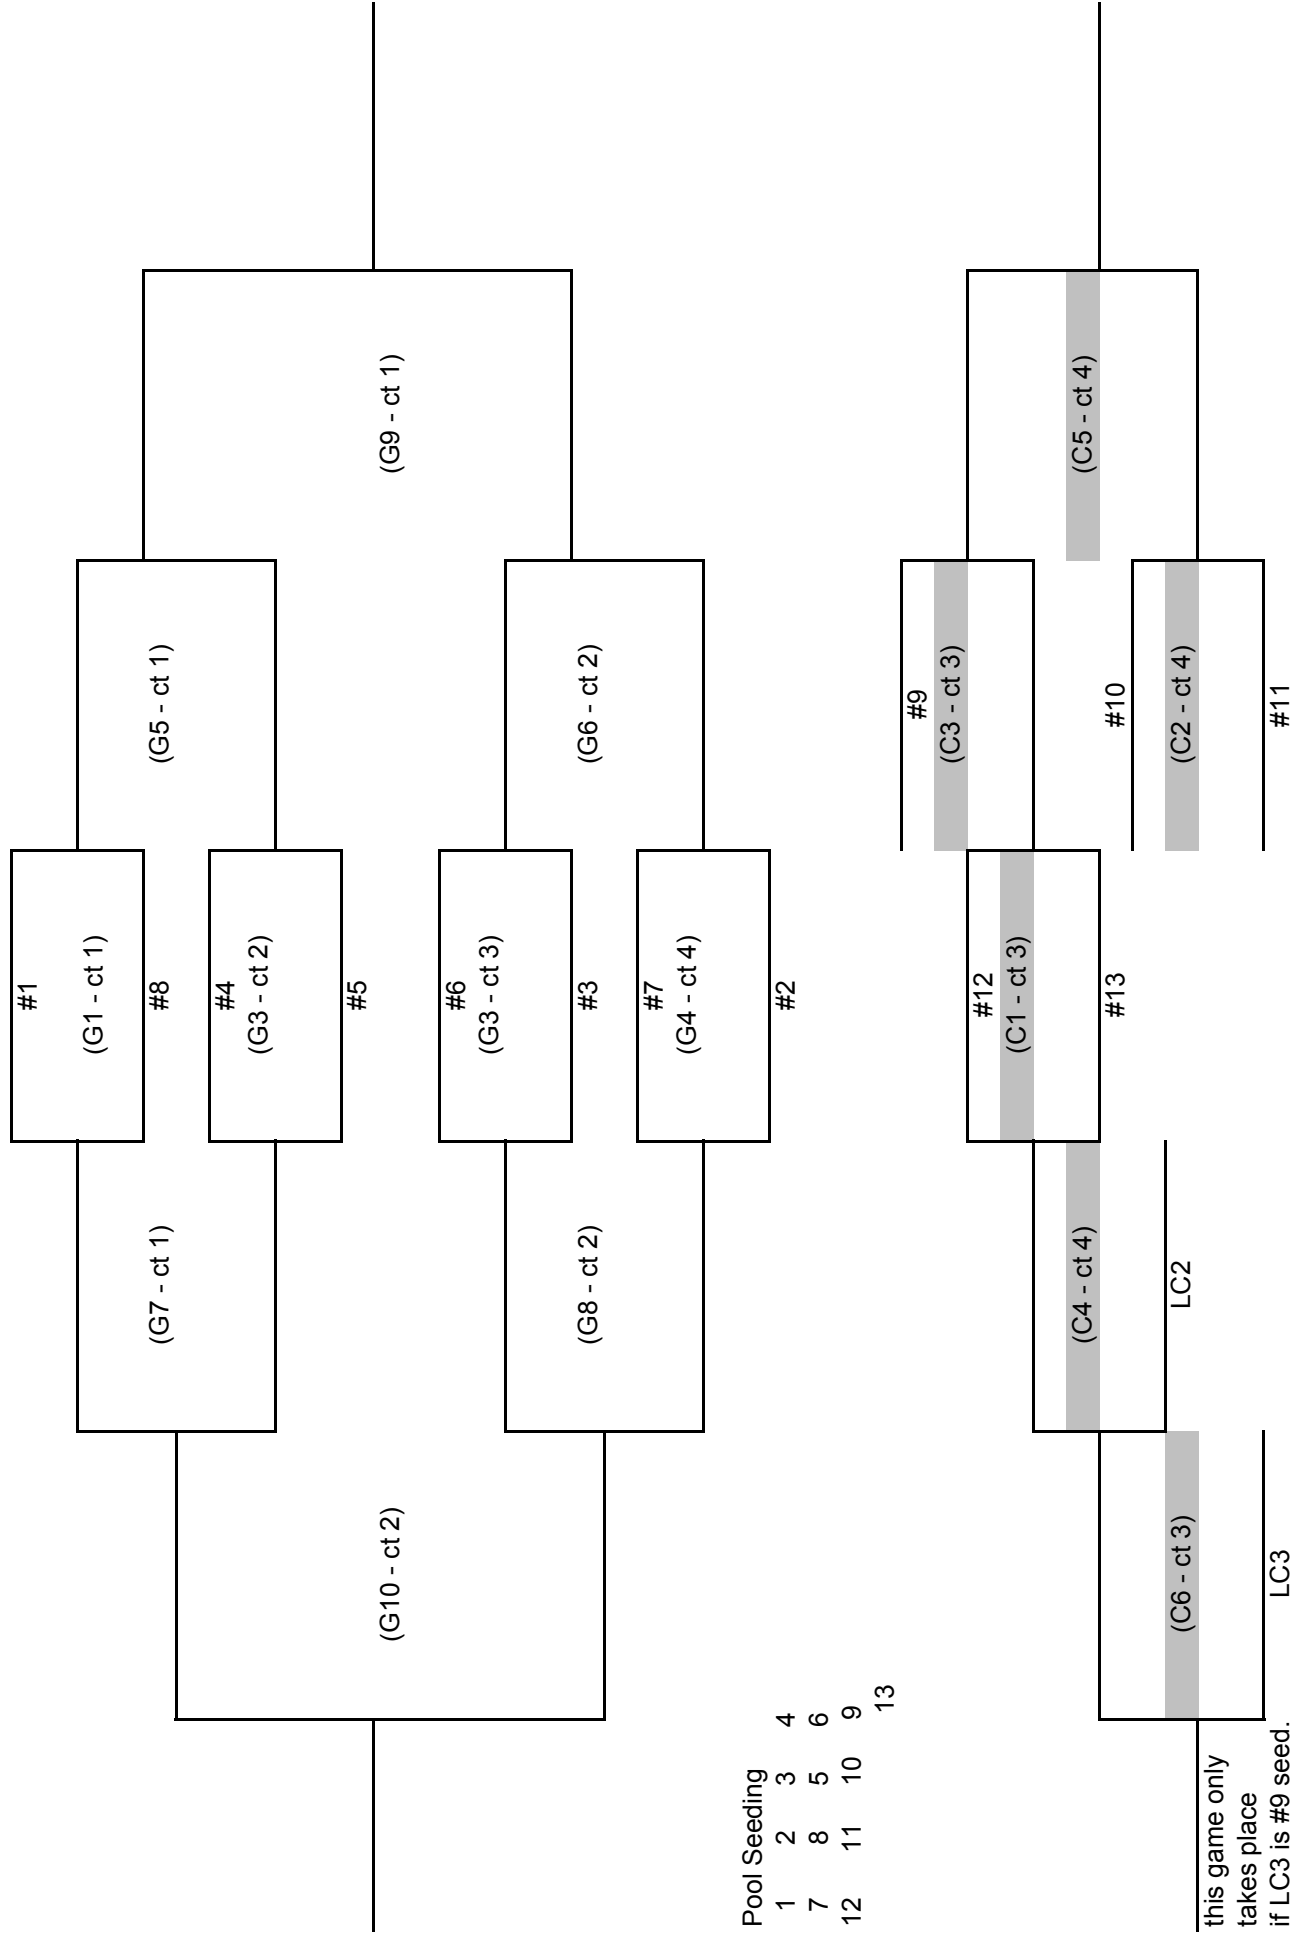 #1
(G1 - ct 1)
#8
(G7 - ct 1)
(G5 - ct 1)
#4
(G3 - ct 2)
#5
(G10 - ct 2)
(G9 - ct 1)
#6
(G3 - ct 3)
#3
(G8 - ct 2)
(G6 - ct 2)
#7
(G4 - ct 4)
#2
Pool Seeding
1 2 3 4
7 8 5 6
12 11 10 9
13
#9
(C3 - ct 3)
#12
(C1 - ct 3)
#13
(C4 - ct 4)
(C5 - ct 4)
#10
LC2
(C6 - ct 3)
(C2 - ct 4)
this game only
takes place
if LC3 is #9 seed.
LC3
#11